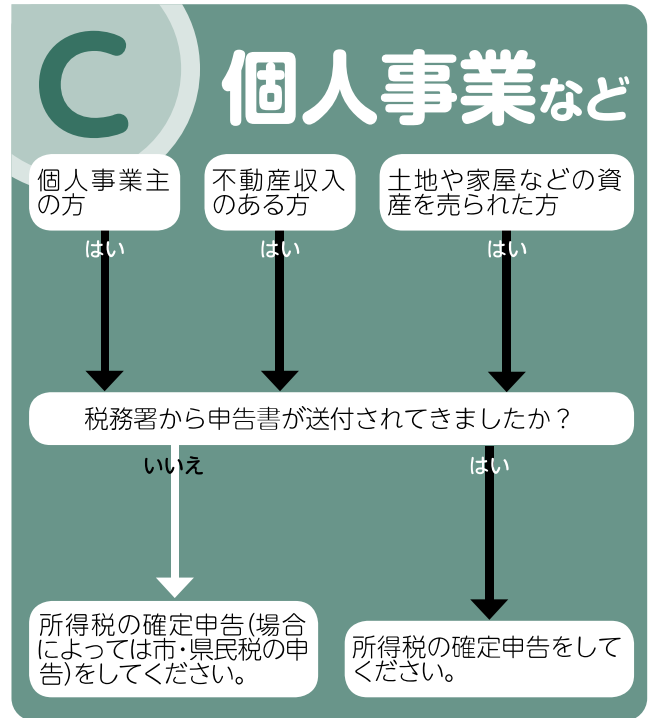 C
個人事業など
個人事業主
の方
不動産収入
のある方
土地や家屋などの資
産を売られた方
はい
はい
はい
税務署から申告書が送付されてきましたか？
いいえ
はい
所得税の確定申告(場合
によっては市・県民税の申
告)をしてください。
所得税の確定申告をして
ください。